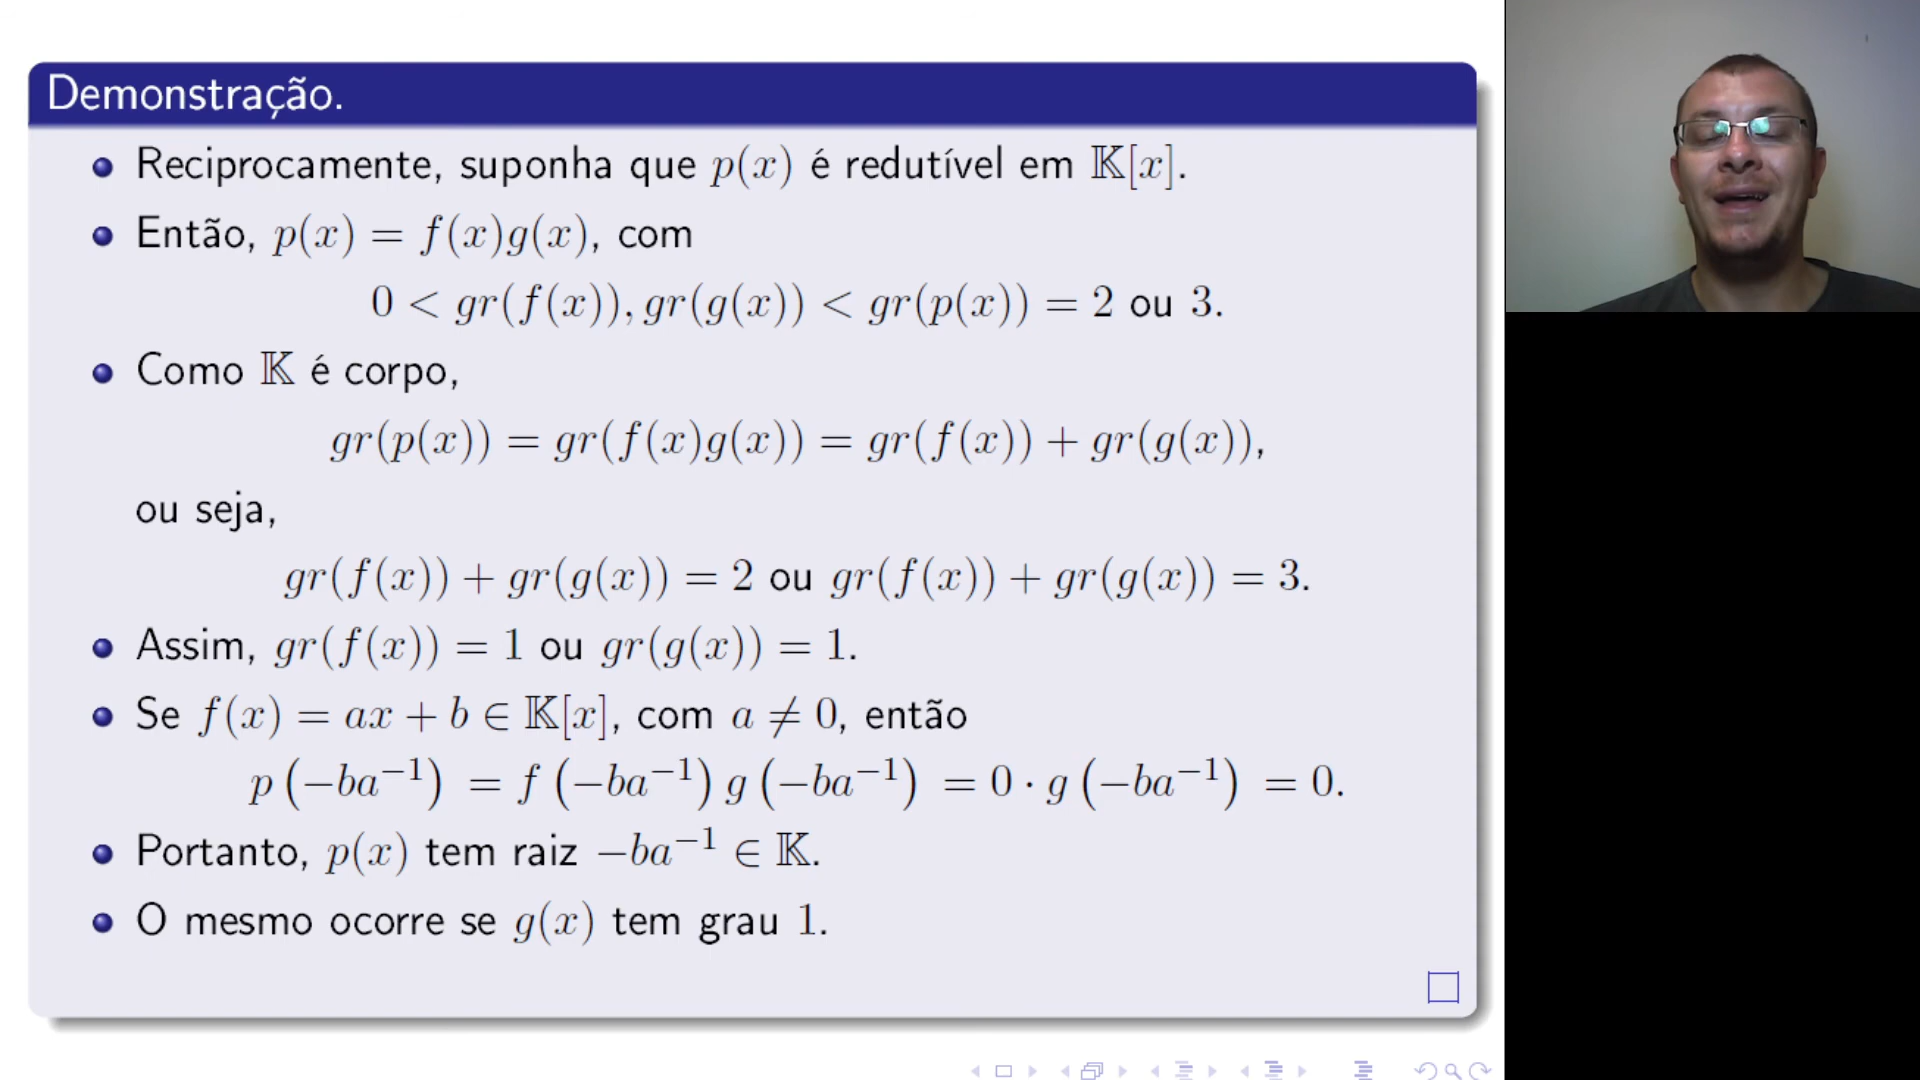 Demonstração.
Reciprocamente, suponha que p(x) é redutível em 𝕂[x].
Então, p(x) = f(x)g(x), com
0 < gr(f(x)), gr(g(x)) < gr(p(x)) = 2 ou 3.
Como 𝕂 é corpo,
gr(p(x)) = gr(f(x)g(x)) = gr(f(x)) + gr(g(x)),
ou seja,
gr(f(x)) + gr(g(x)) = 2 ou gr(f(x)) + gr(g(x)) = 3.
Assim, gr(f(x)) = 1 ou gr(g(x)) = 1.
Se f(x) = ax + b ∈ 𝕂[x], com a ≠ 0, então
p(−ba⁻¹) = f(−ba⁻¹) g(−ba⁻¹) = 0 · g(−ba⁻¹) = 0.
Portanto, p(x) tem raiz −ba⁻¹ ∈ 𝕂.
O mesmo ocorre se g(x) tem grau 1.